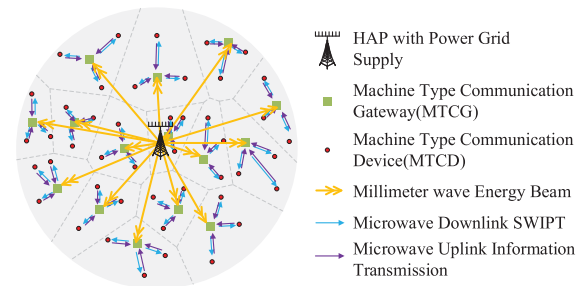 HAP with Power Grid
Supply
Machine Type Communication
Gateway(MTCG)
Machine Type Communication
Device(MTCD)
Millimeter wave Energy Beam
Microwave Downlink SWIPT
Microwave Uplink Information
Transmission